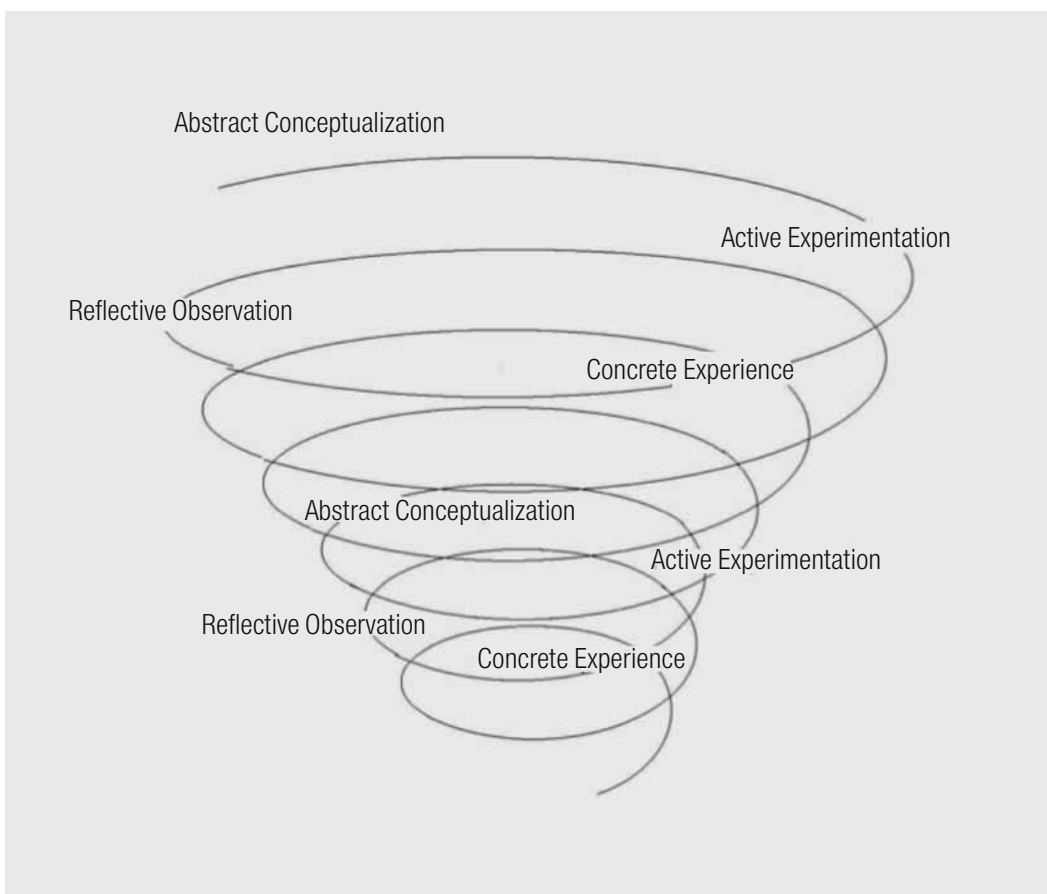 Abstract Conceptualization
Active Experimentation
Reflective Observation
Concrete Experience
Abstract Conceptualization
Active Experimentation
Reflective Observation
Concrete Experience